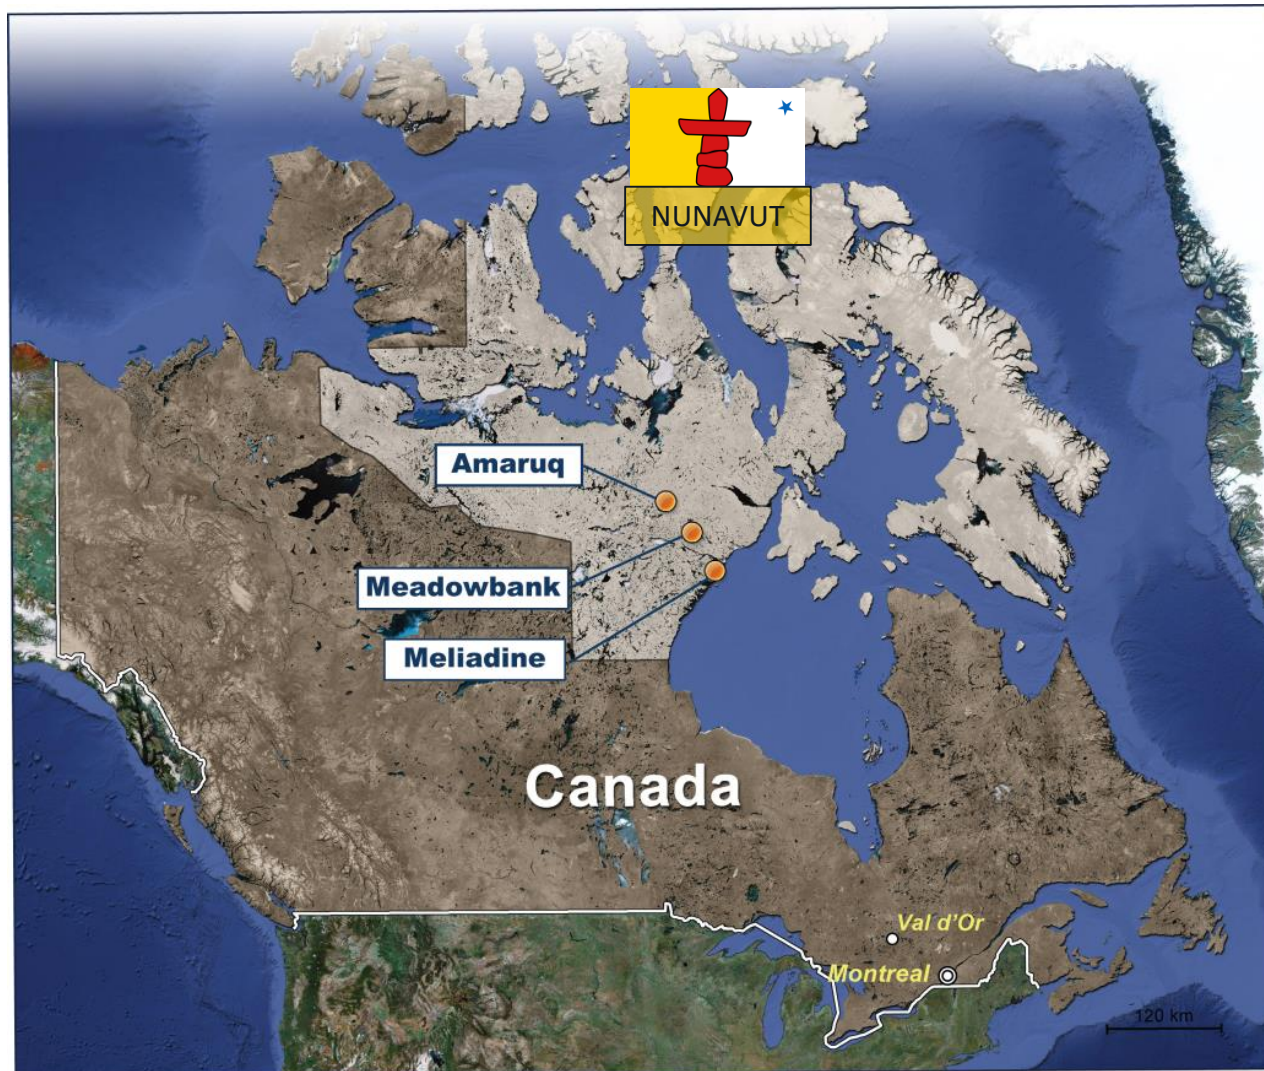 NUNAVUT
Amaruq
Meadowbank
Meliadine
Canada
Val d'Or
Montreal
120 km